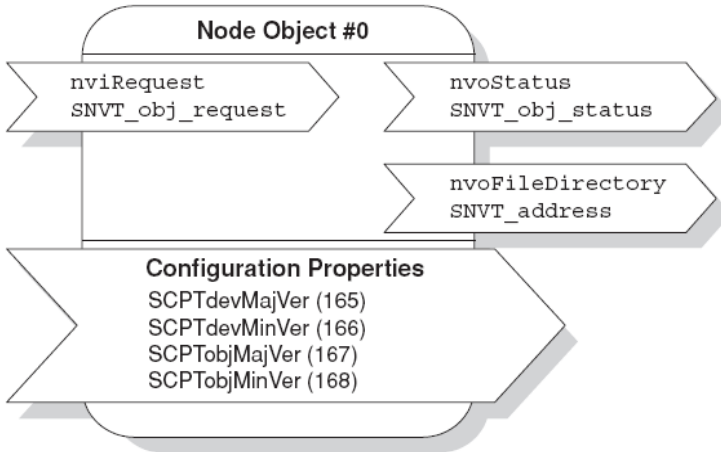 Node Object #0
nviRequest
SNVT_obj_request
nvoStatus
SNVT_obj_status
nvoFileDirectory
SNVT_address
Configuration Properties
SCPTdevMajVer (165)
SCPTdevMinVer (166)
SCPTobjMajVer (167)
SCPTobjMinVer (168)